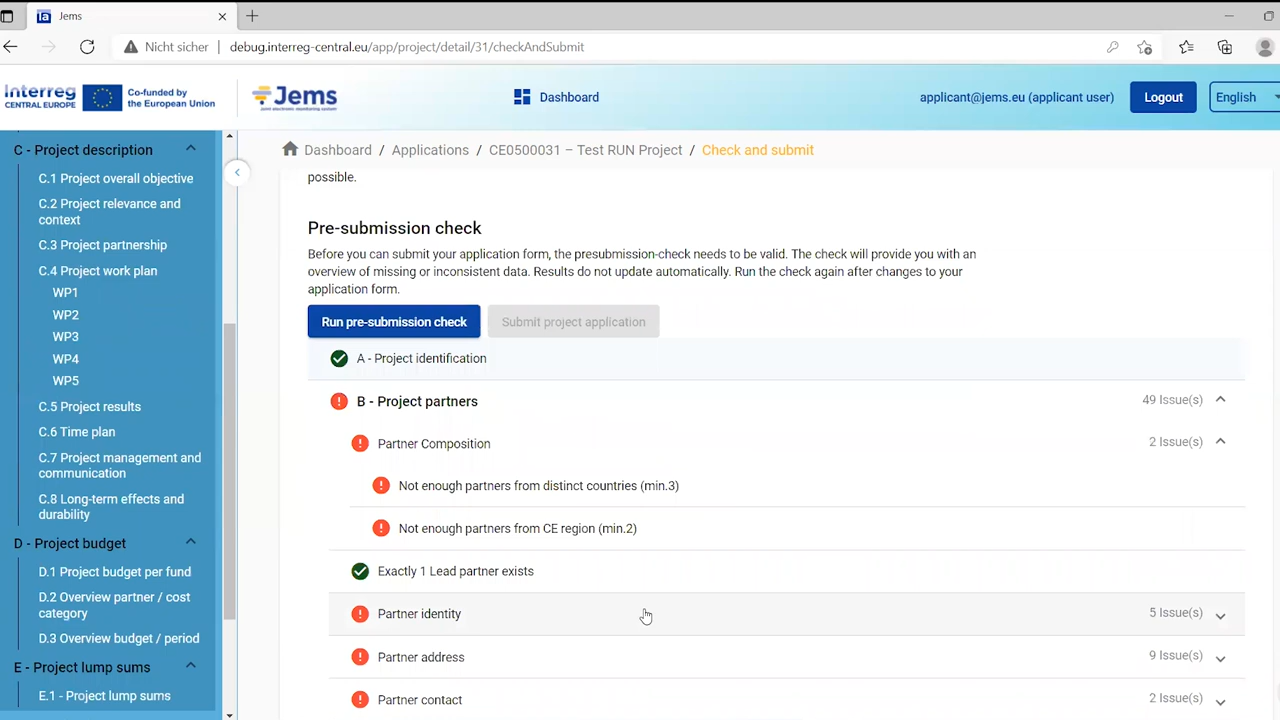 Jems
Nicht sicher
debug.interreg-central.eu/app/project/detail/31/checkAndSubmit
Interreg
CENTRAL EUROPE
Co-funded by
the European Union
Jems
Joint electronic monitoring system
Dashboard
applicant@jems.eu (applicant user)
Logout
English
C - Project description
C.1 Project overall objective
C.2 Project relevance and
context
C.3 Project partnership
C.4 Project work plan
WP1
WP2
WP3
WP4
WP5
C.5 Project results
C.6 Time plan
C.7 Project management and
communication
C.8 Long-term effects and
durability
D - Project budget
D.1 Project budget per fund
D.2 Overview partner / cost
category
D.3 Overview budget / period
E - Project lump sums
E.1 - Project lump sums
Dashboard / Applications / CE0500031 – Test RUN Project / Check and submit
possible.
Pre-submission check
Before you can submit your application form, the presubmission-check needs to be valid. The check will provide you with an
overview of missing or inconsistent data. Results do not update automatically. Run the check again after changes to your
application form.
Run pre-submission check
Submit project application
A - Project identification
B - Project partners 49 Issue(s)
Partner Composition 2 Issue(s)
Not enough partners from distinct countries (min.3)
Not enough partners from CE region (min.2)
Exactly 1 Lead partner exists
Partner identity 5 Issue(s)
Partner address 9 Issue(s)
Partner contact 2 Issue(s)